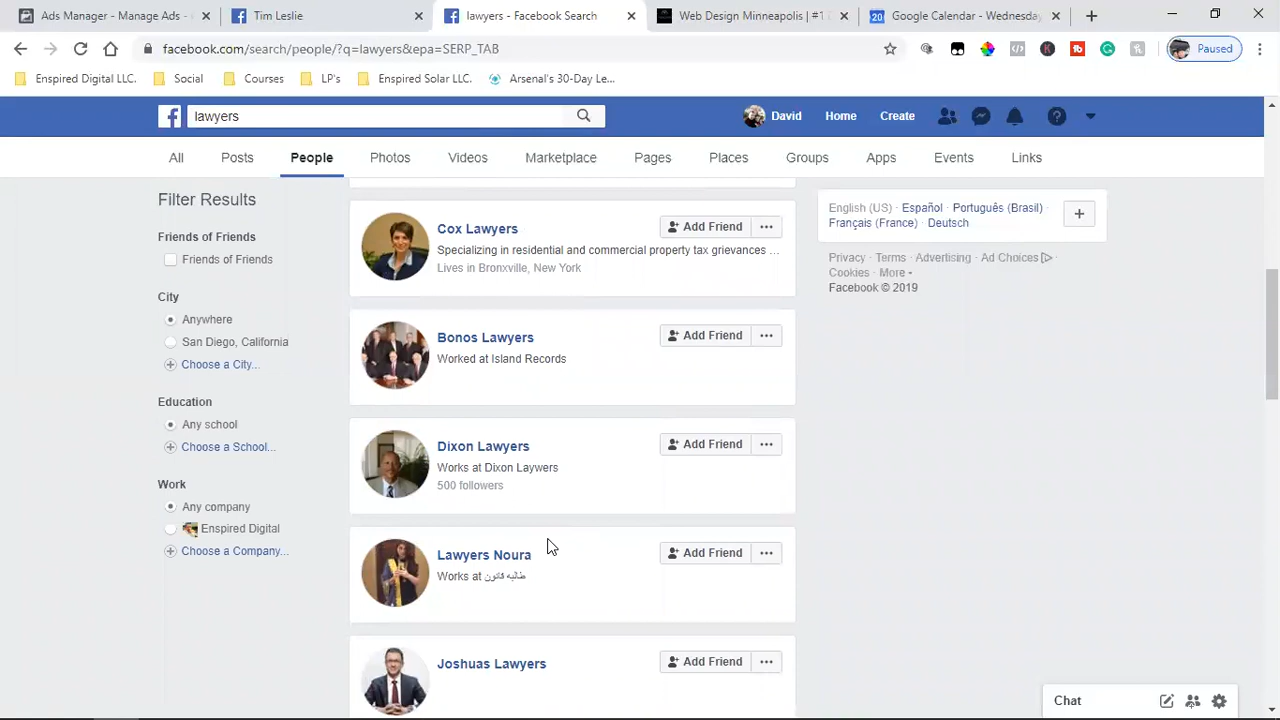 Ads Manager - Manage Ads -
Tim Leslie
lawyers - Facebook Search
Web Design Minneapolis | #1 E
20
Google Calendar - Wednesday
facebook.com/search/people/?q=lawyers&epa=SERP_TAB
K
Paused
Enspired Digital LLC.
Social
Courses
LP's
Enspired Solar LLC.
Arsenal's 30-Day Le...
lawyers
David
Home
Create
All
Posts
People
Photos
Videos
Marketplace
Pages
Places
Groups
Apps
Events
Links
Filter Results
Friends of Friends
Friends of Friends
City
Anywhere
San Diego, California
Choose a City...
Education
Any school
Choose a School...
Work
Any company
Enspired Digital
Choose a Company...
Cox Lawyers
Specializing in residential and commercial property tax grievances ...
Lives in Bronxville, New York
Add Friend
Bonos Lawyers
Worked at Island Records
Add Friend
Dixon Lawyers
Works at Dixon Laywers
500 followers
Add Friend
Lawyers Noura
Works at طالبه قانون
Add Friend
Joshuas Lawyers
Add Friend
English (US) · Español · Português (Brasil) ·
Français (France) · Deutsch
Privacy · Terms · Advertising · Ad Choices ·
Cookies · More
Facebook © 2019
Chat